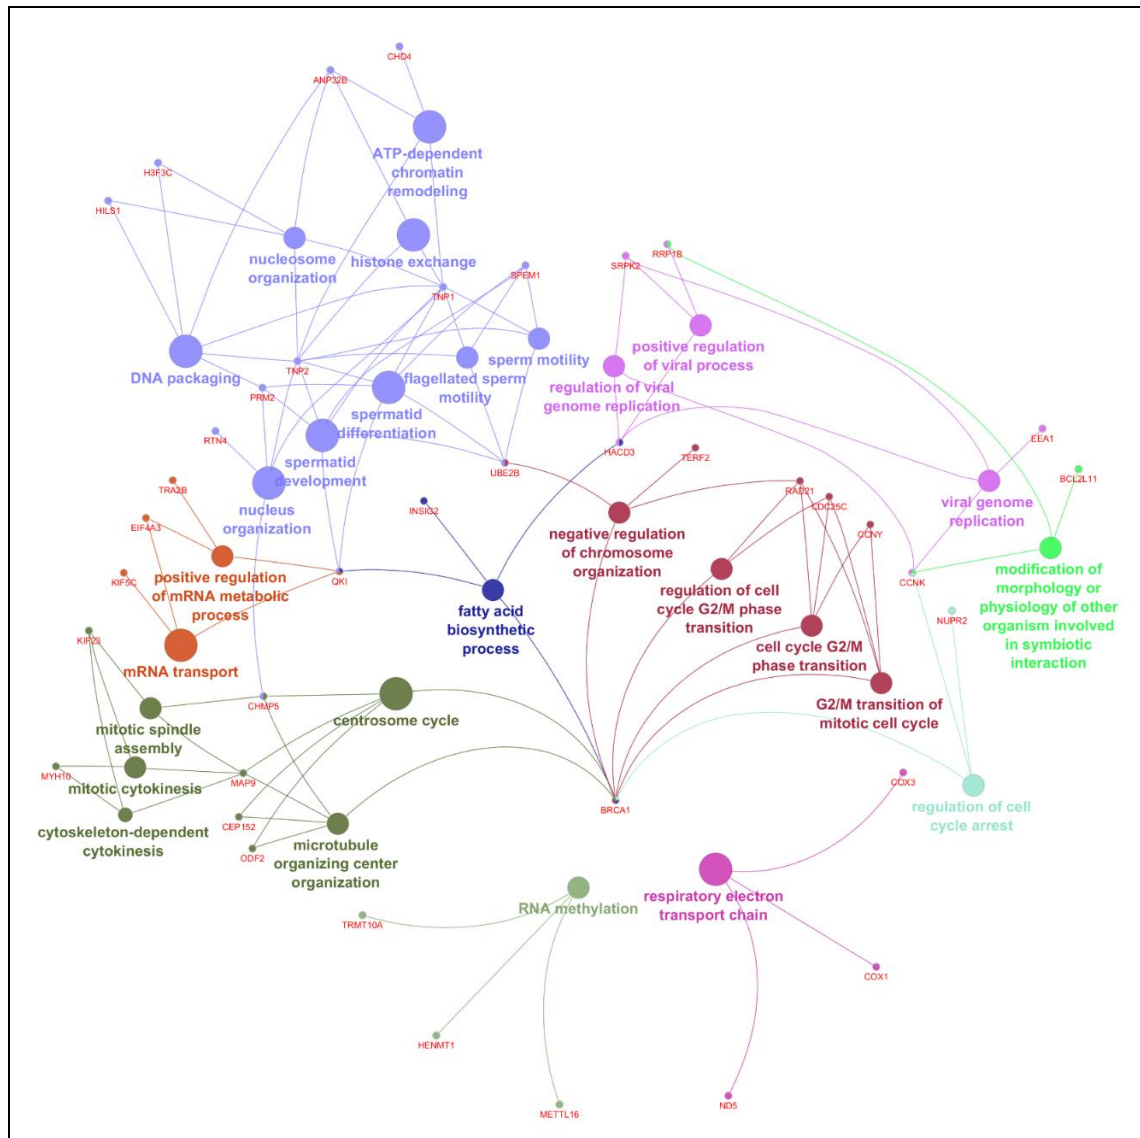 CHD4
ANP32B
ATP-dependent
chromatin
remodeling
H3F3C
HILS1
nucleosome
organization
histone exchange
SPEM1
TNP1
RRP1B
SRPK2
positive regulation
of viral process
regulation of viral
genome replication
DNA packaging
TNP2
sperm motility
flagellated sperm
motility
PRM2
spermatid
differentiation
RTN4
spermatid
development
UBE2B
HACD3
TERF2
EEA1
BCL2L11
viral genome
replication
TRA2B
nucleus
organization
INSIG2
RAD21
CDC25C
CCNY
negative regulation
of chromosome
organization
EIF4A3
positive regulation
of mRNA metabolic
process
KIF5C
QKI
fatty acid
biosynthetic
process
regulation of cell
cycle G2/M phase
transition
CCNK
modification of
morphology or
physiology of other
organism involved
in symbiotic
interaction
NUPR2
KIF23
mRNA transport
cell cycle G2/M
phase transition
CHMP5
centrosome cycle
G2/M transition of
mitotic cell cycle
mitotic spindle
assembly
MYH10
mitotic cytokinesis
MAP9
COX3
BRCA1
regulation of cell
cycle arrest
cytoskeleton-dependent
cytokinesis
CEP152
ODF2
microtubule
organizing center
organization
RNA methylation
respiratory electron
transport chain
TRMT10A
COX1
HENMT1
METTL16
ND5